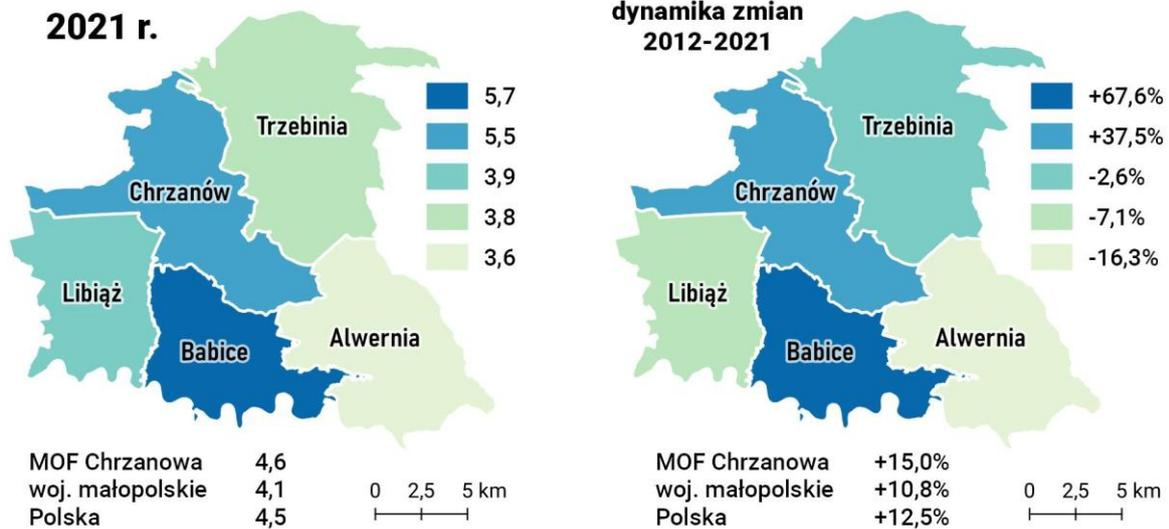 2021 r.
5,7
5,5
3,9
3,8
3,6
Trzebinia
Chrzanów
Libiąż
Babice
Alwernia
MOF Chrzanowa 4,6
woj. małopolskie 4,1
Polska 4,5
0 2,5 5 km
dynamika zmian
2012-2021
+67,6%
+37,5%
-2,6%
-7,1%
-16,3%
Trzebinia
Chrzanów
Libiąż
Babice
Alwernia
MOF Chrzanowa +15,0%
woj. małopolskie +10,8%
Polska +12,5%
0 2,5 5 km